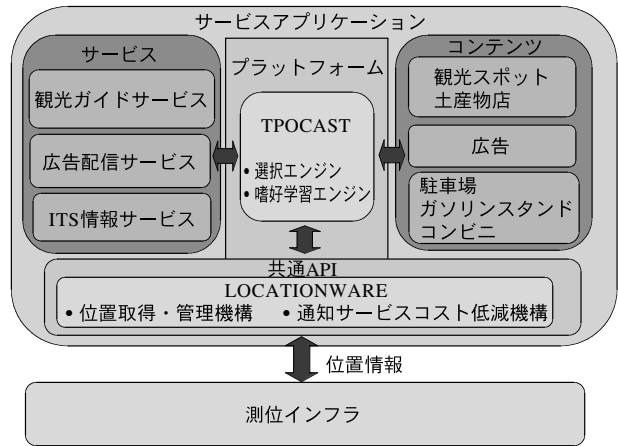 サービスアプリケーション
サービス
観光ガイドサービス
広告配信サービス
ITS情報サービス
プラットフォーム
TPOCAST
• 選択エンジン
• 嗜好学習エンジン
コンテンツ
観光スポット
土産物店
広告
駐車場
ガソリンスタンド
コンビニ
共通API
LOCATIONWARE
• 位置取得・管理機構 • 通知サービスコスト低減機構
位置情報
測位インフラ